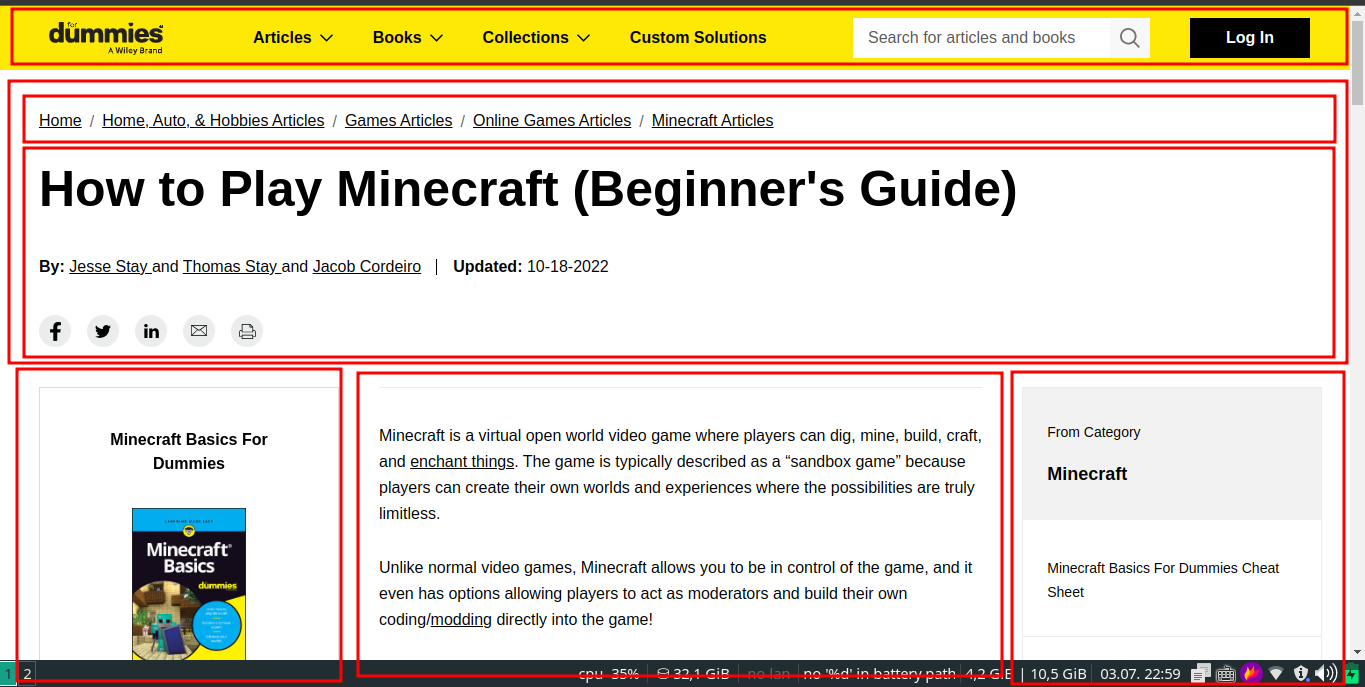 for
dummies
A Wiley Brand
Articles
Books
Collections
Custom Solutions
Search for articles and books
Log In
Home / Home, Auto, & Hobbies Articles / Games Articles / Online Games Articles / Minecraft Articles
How to Play Minecraft (Beginner's Guide)
By: Jesse Stay and Thomas Stay and Jacob Cordeiro | Updated: 10-18-2022
Minecraft Basics For
Dummies
LEARNING MADE EASY
Minecraft®
Basics
for
dummies
Minecraft is a virtual open world video game where players can dig, mine, build, craft,
and enchant things. The game is typically described as a “sandbox game” because
players can create their own worlds and experiences where the possibilities are truly
limitless.
Unlike normal video games, Minecraft allows you to be in control of the game, and it
even has options allowing players to act as moderators and build their own
coding/modding directly into the game!
From Category
Minecraft
Minecraft Basics For Dummies Cheat
Sheet
1 2
cpu 35% | 32,1 GiB | no lan | no '%d' in battery path | 4,2 GiB | 10,5 GiB | 03.07. 22:59